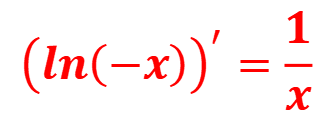 (ln(−x))′ = 1/x